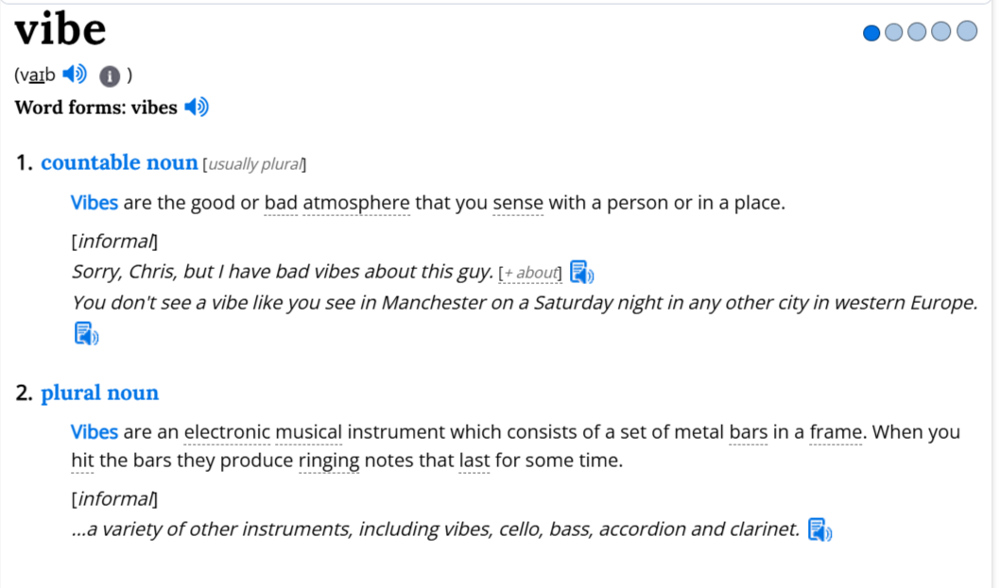 vibe
(vaɪb i )
Word forms: vibes
1. countable noun [usually plural]
Vibes are the good or bad atmosphere that you sense with a person or in a place.
[informal]
Sorry, Chris, but I have bad vibes about this guy. [+ about]
You don't see a vibe like you see in Manchester on a Saturday night in any other city in western Europe.
2. plural noun
Vibes are an electronic musical instrument which consists of a set of metal bars in a frame. When you
hit the bars they produce ringing notes that last for some time.
[informal]
...a variety of other instruments, including vibes, cello, bass, accordion and clarinet.